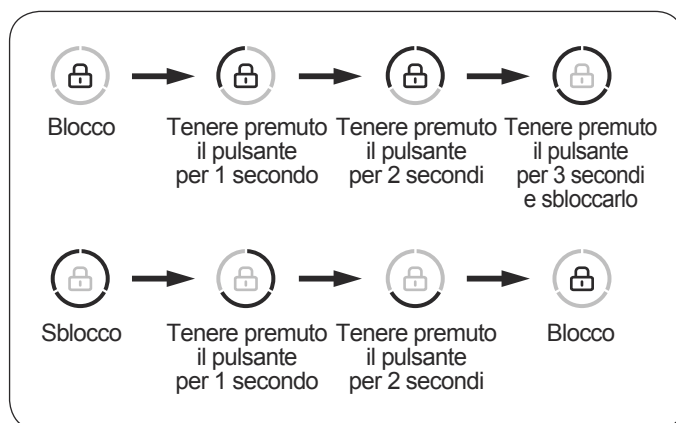 Blocco
Tenere premuto
il pulsante
per 1 secondo
Tenere premuto
il pulsante
per 2 secondi
Tenere premuto
il pulsante
per 3 secondi
e sbloccarlo
Sblocco
Tenere premuto
il pulsante
per 1 secondo
Tenere premuto
il pulsante
per 2 secondi
Blocco